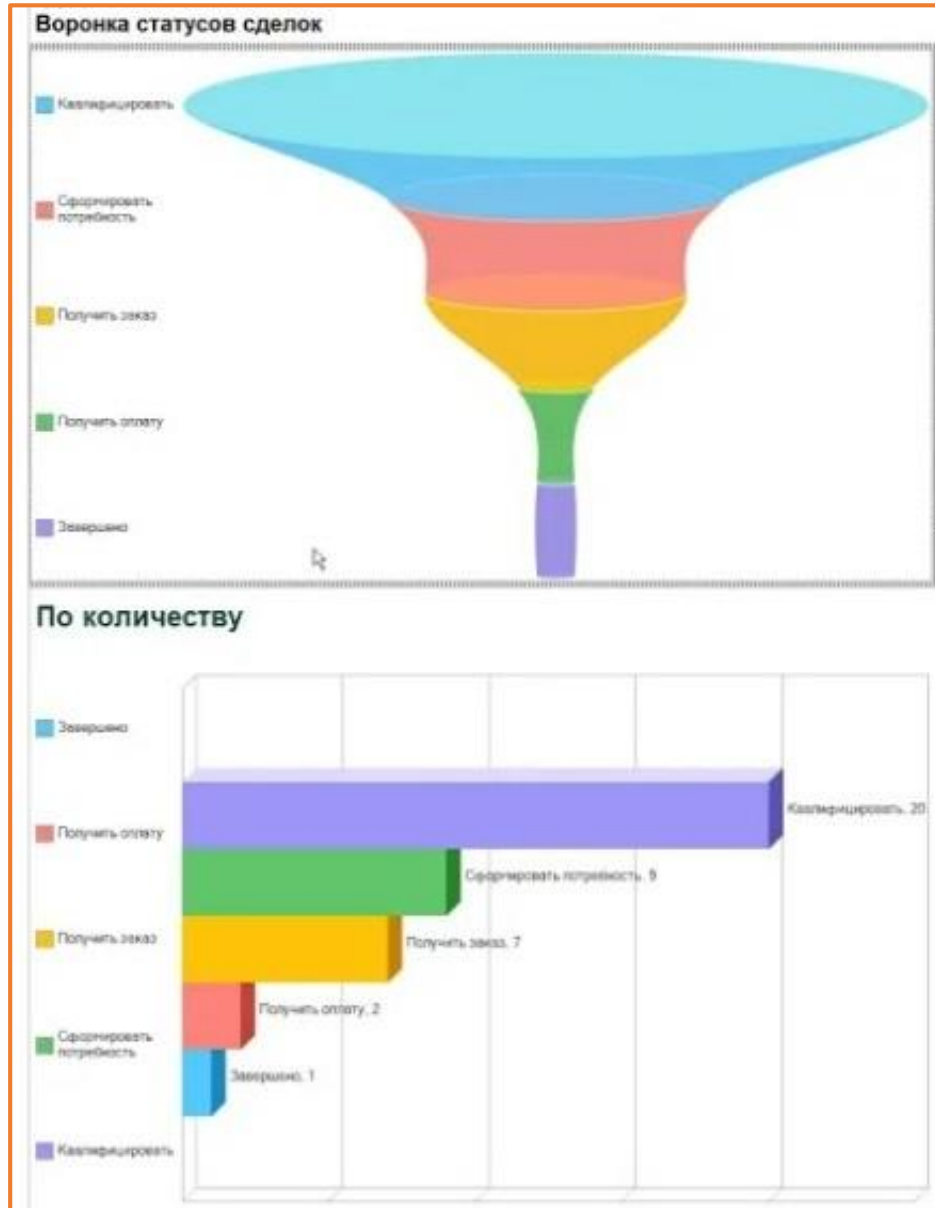 Воронка статусов сделок
Квалифицировать
Сформировать
потребность
Получить заказ
Получить оплату
Завершено
По количеству
Завершено
Получить оплату
Получить заказ
Сформировать
потребность
Квалифицировать
Квалифицировать, 20
Сформировать потребность, 9
Получить заказ, 7
Получить оплату, 2
Завершено, 1